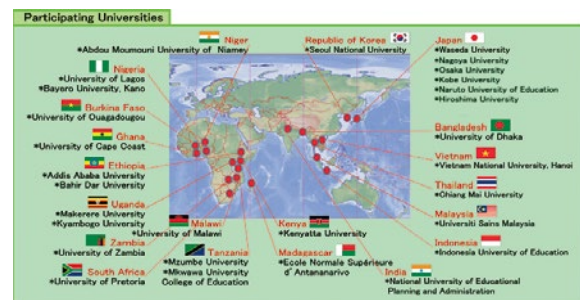 Participating Universities
Niger
*Abdou Moumouni University of Niamey
Nigeria
*University of Lagos
*Bayero University, Kano
Burkina Faso
*University of Ouagadougou
Ghana
*University of Cape Coast
Ethiopia
*Addis Ababa University
*Bahir Dar University
Uganda
*Makerere University
*Kyambogo University
Zambia
*University of Zambia
South Africa
*University of Pretoria
Malawi
*University of Malawi
Tanzania
*Mzumbe University
*Mkwawa University
College of Education
Kenya
*Kenyatta University
Madagascar
*Ecole Normale Supérieure
d' Antananarivo
India
*National University of Educational
Planning and Administration
Republic of Korea
*Seoul National University
Japan
*Waseda University
*Nagoya University
*Osaka University
*Kobe University
*Naruto University of Education
*Hiroshima University
Bangladesh
*University of Dhaka
Vietnam
*Vietnam National University, Hanoi
Thailand
*Chiang Mai University
Malaysia
*Universiti Sains Malaysia
Indonesia
*Indonesia University of Education